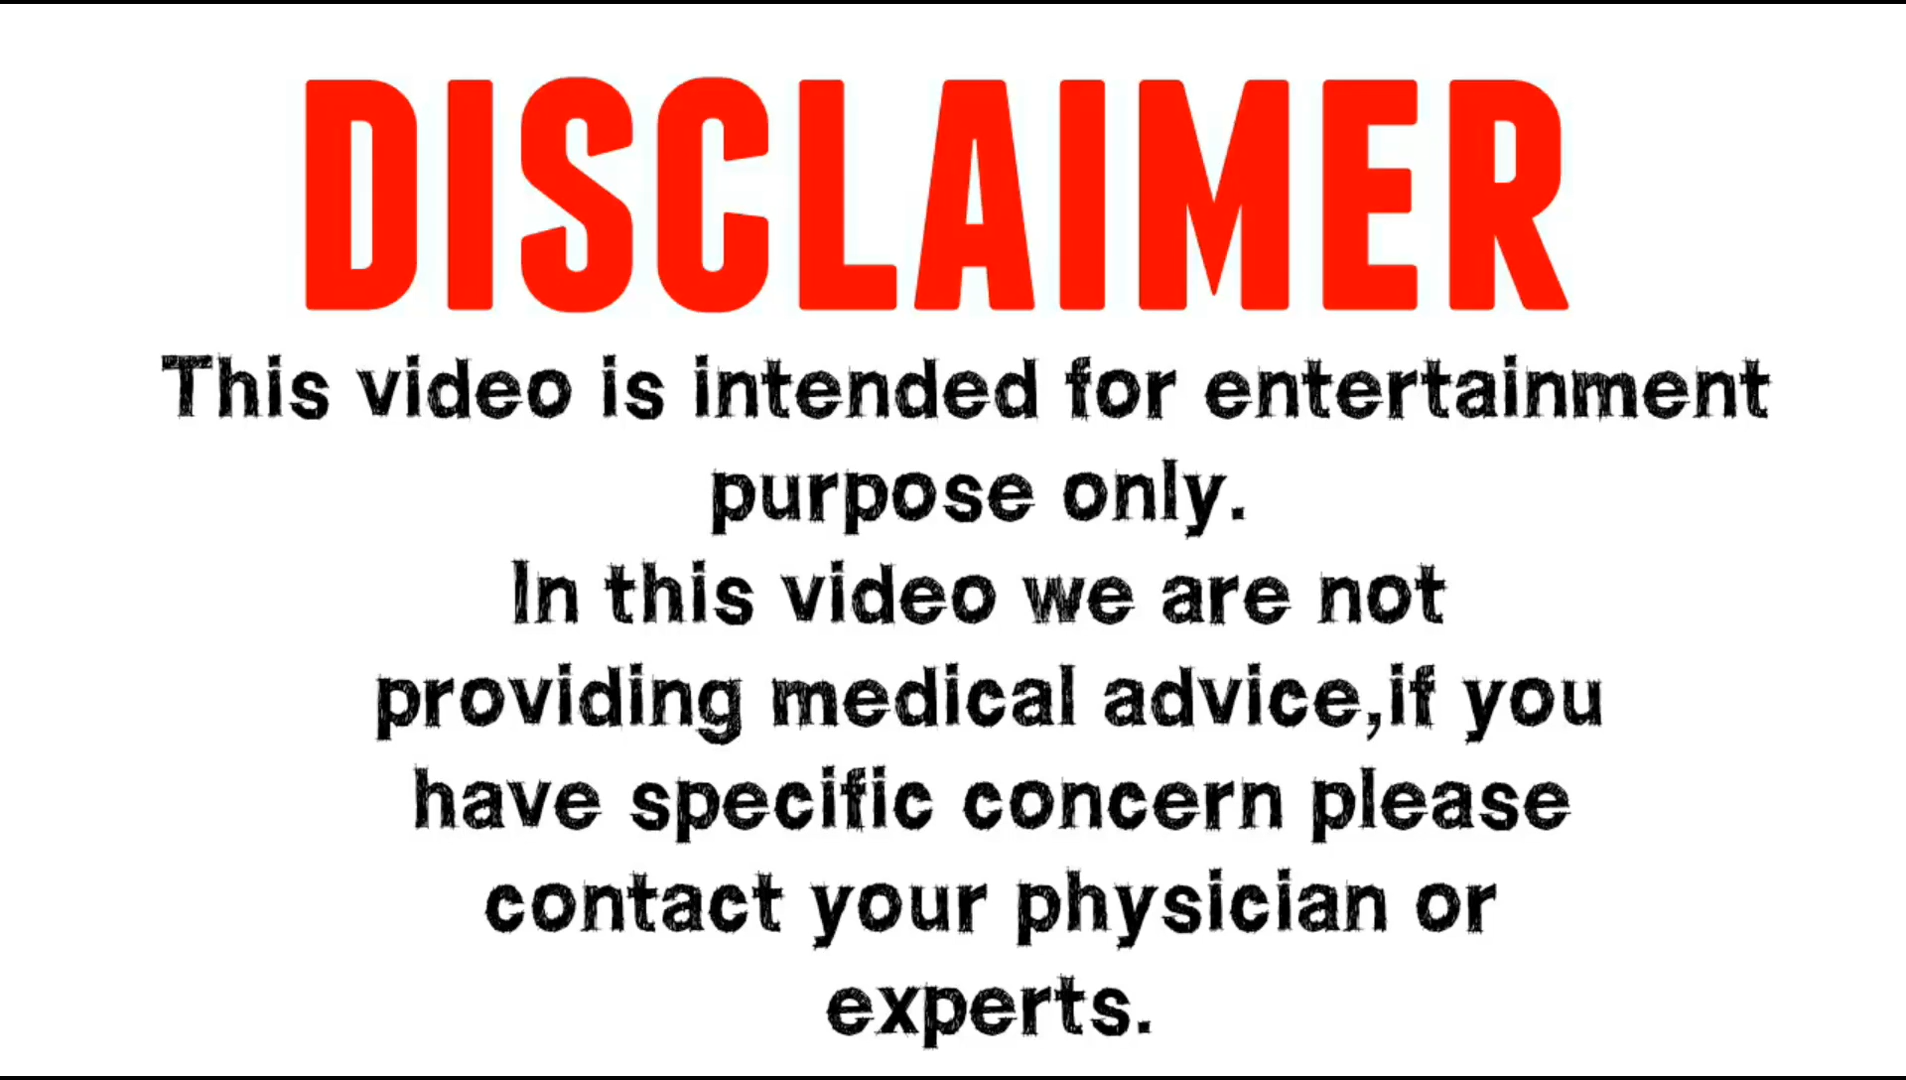 DISCLAIMER
This video is intended for entertainment
purpose only.
In this video we are not
providing medical advice,if you
have specific concern please
contact your physician or
experts.